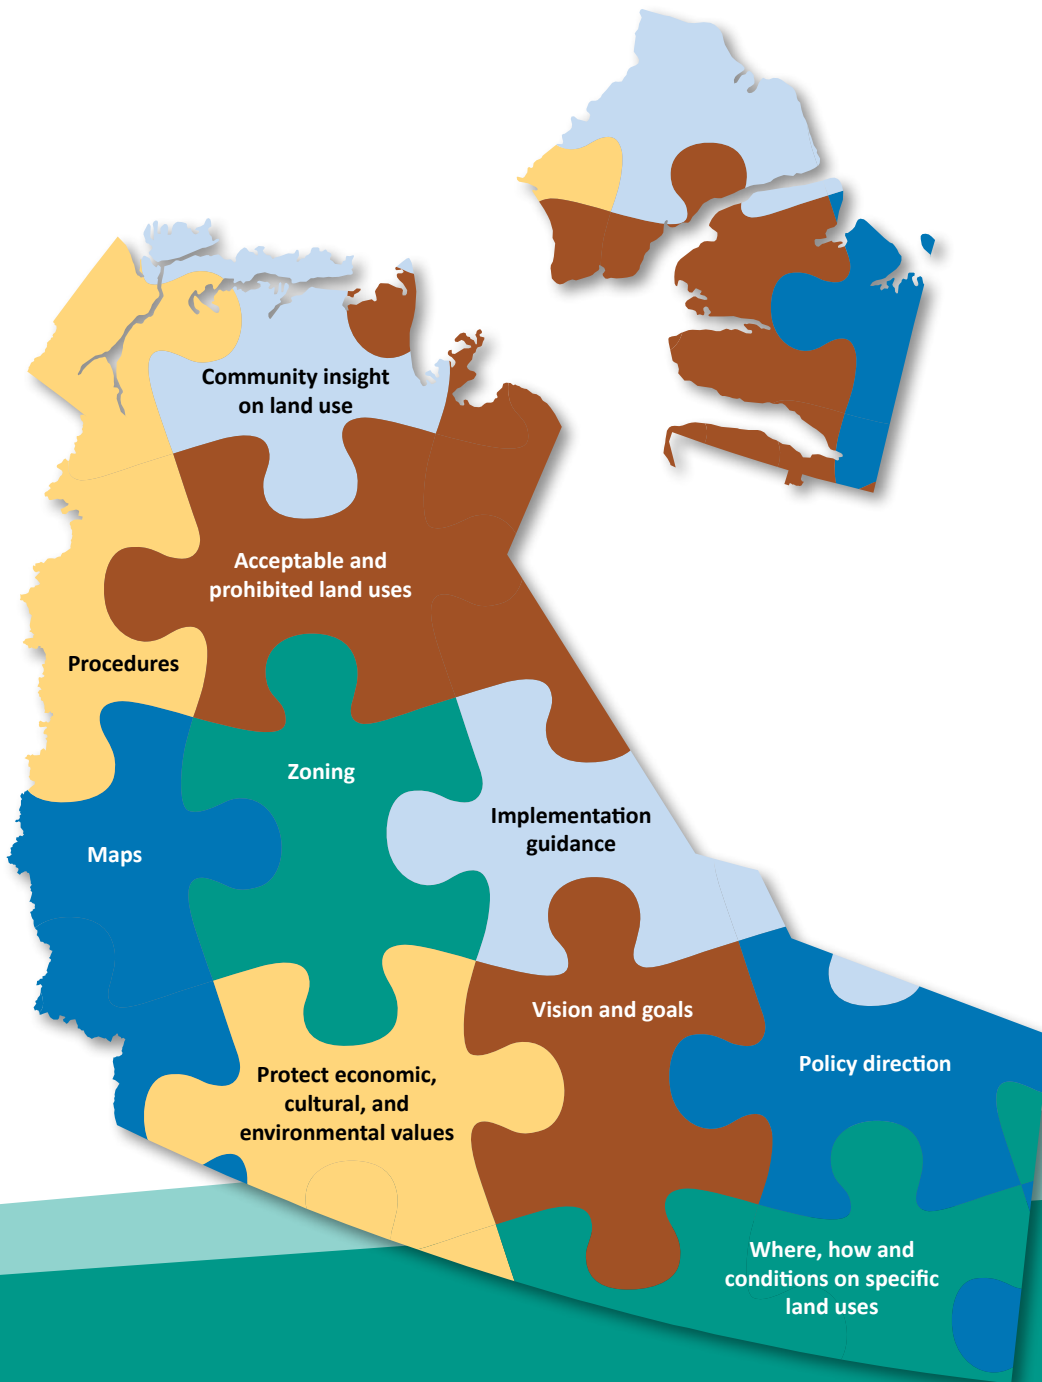 Community insight
on land use
Acceptable and
prohibited land uses
Procedures
Zoning
Implementation
guidance
Maps
Vision and goals
Policy direction
Protect economic,
cultural, and
environmental values
Where, how and
conditions on specific
land uses